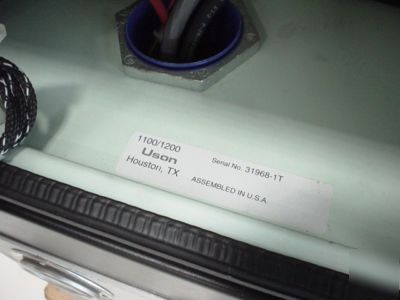 1100/1200
Uson
Houston, TX
Serial No. 31968-1T
ASSEMBLED IN U.S.A.